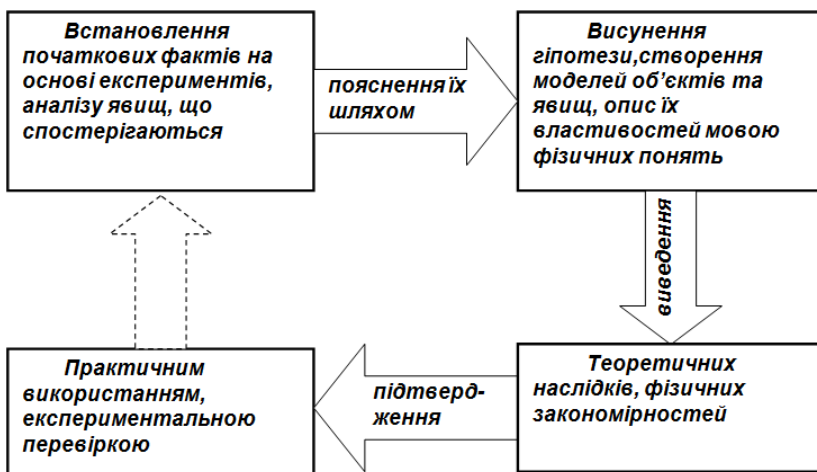 Встановлення
початкових фактів на
основі експериментів,
аналізу явищ, що
спостерігаються
пояснення їх
шляхом
Висунення
гіпотези,створення
моделей об’єктів та
явищ, опис їх
властивостей мовою
фізичних понять
виведення
Теоретичних
наслідків, фізичних
закономірностей
підтверд-
ження
Практичним
використанням,
експериментальною
перевіркою